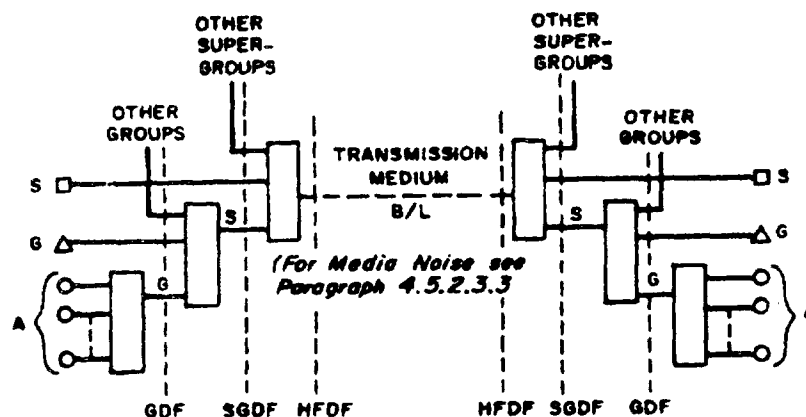 OTHER
SUPER-
GROUPS
OTHER
SUPER-
GROUPS
OTHER
GROUPS
OTHER
GROUPS
TRANSMISSION
MEDIUM
B/L
S
S
S
S
G
G
(For Media Noise see
Paragraph 4.5.2.3.3
G
G
A
GDF
SGDF
HFDF
HFDF
SGDF
GDF